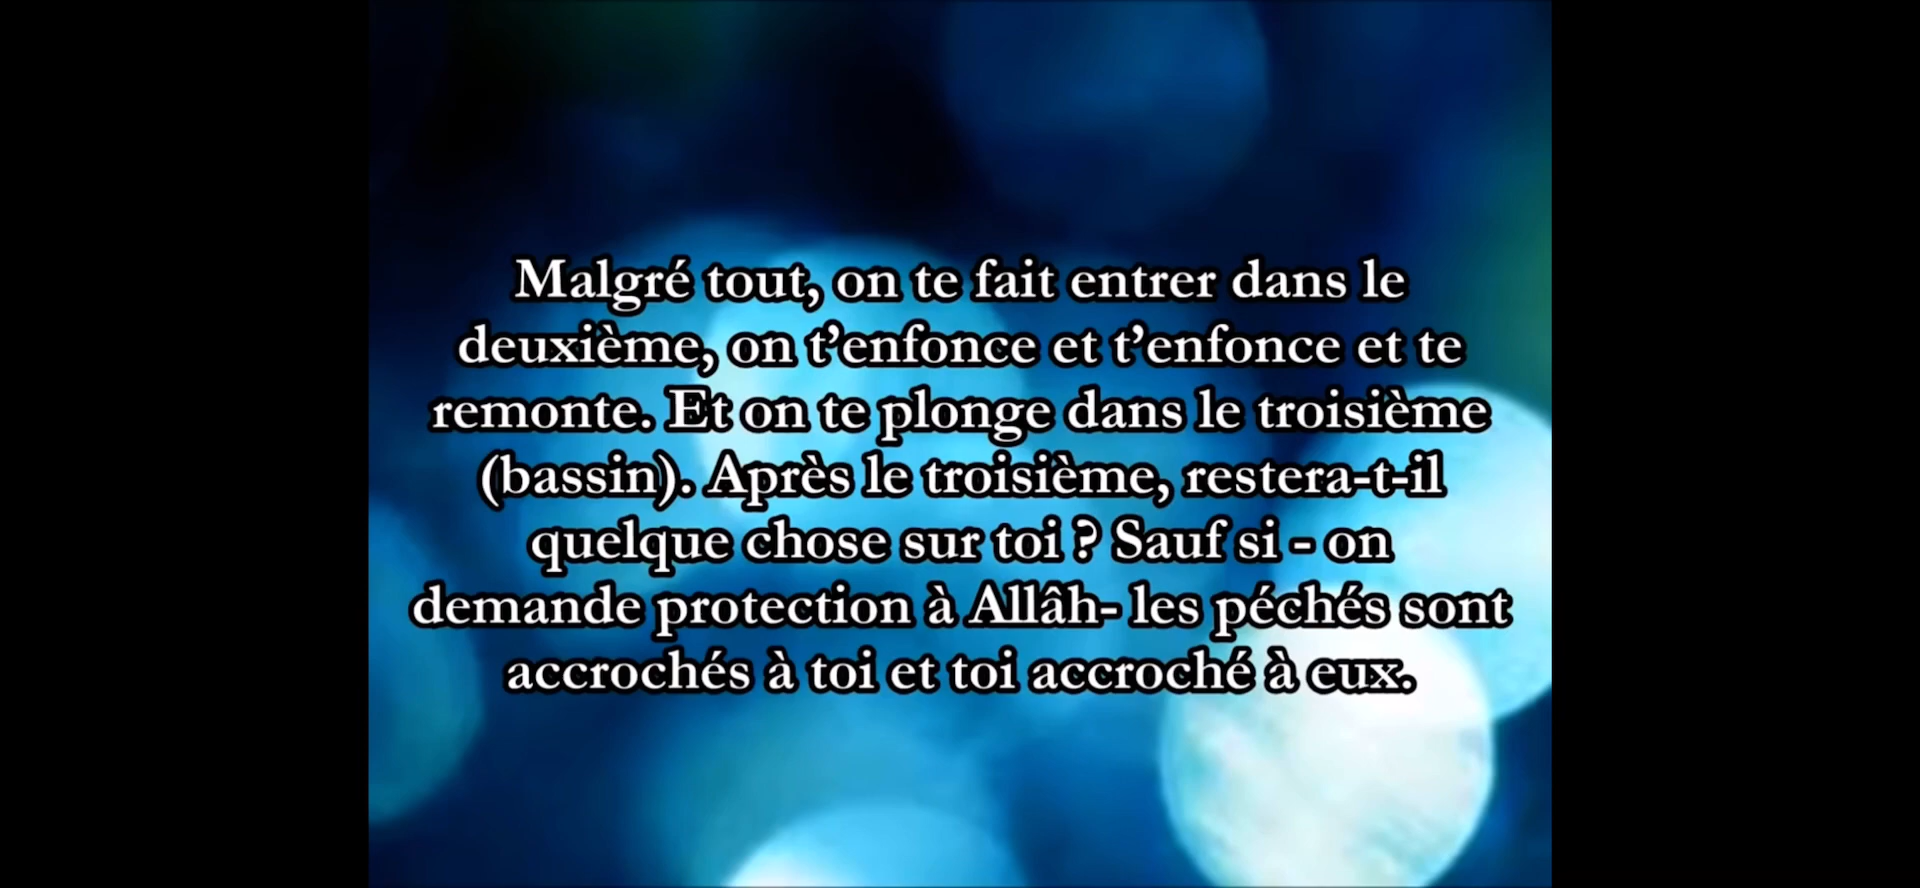 Malgré tout, on te fait entrer dans le
deuxième, on t’enfonce et t’enfonce et te
remonte. Et on te plonge dans le troisième
(bassin). Après le troisième, restera-t-il
quelque chose sur toi ? Sauf si - on
demande protection à Allâh- les péchés sont
accrochés à toi et toi accroché à eux.